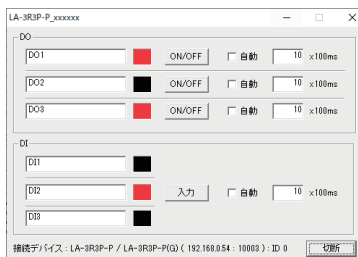 LA-3R3P-P_xxxxxx
DO
DO1 ON/OFF 自動 10 x100ms
DO2 ON/OFF 自動 10 x100ms
DO3 ON/OFF 自動 10 x100ms
DI
DI1
DI2 入力 自動 10 x100ms
DI3
接続デバイス：LA-3R3P-P / LA-3R3P-P(G) ( 192.168.0.54 : 10003 ) : ID 0 切断